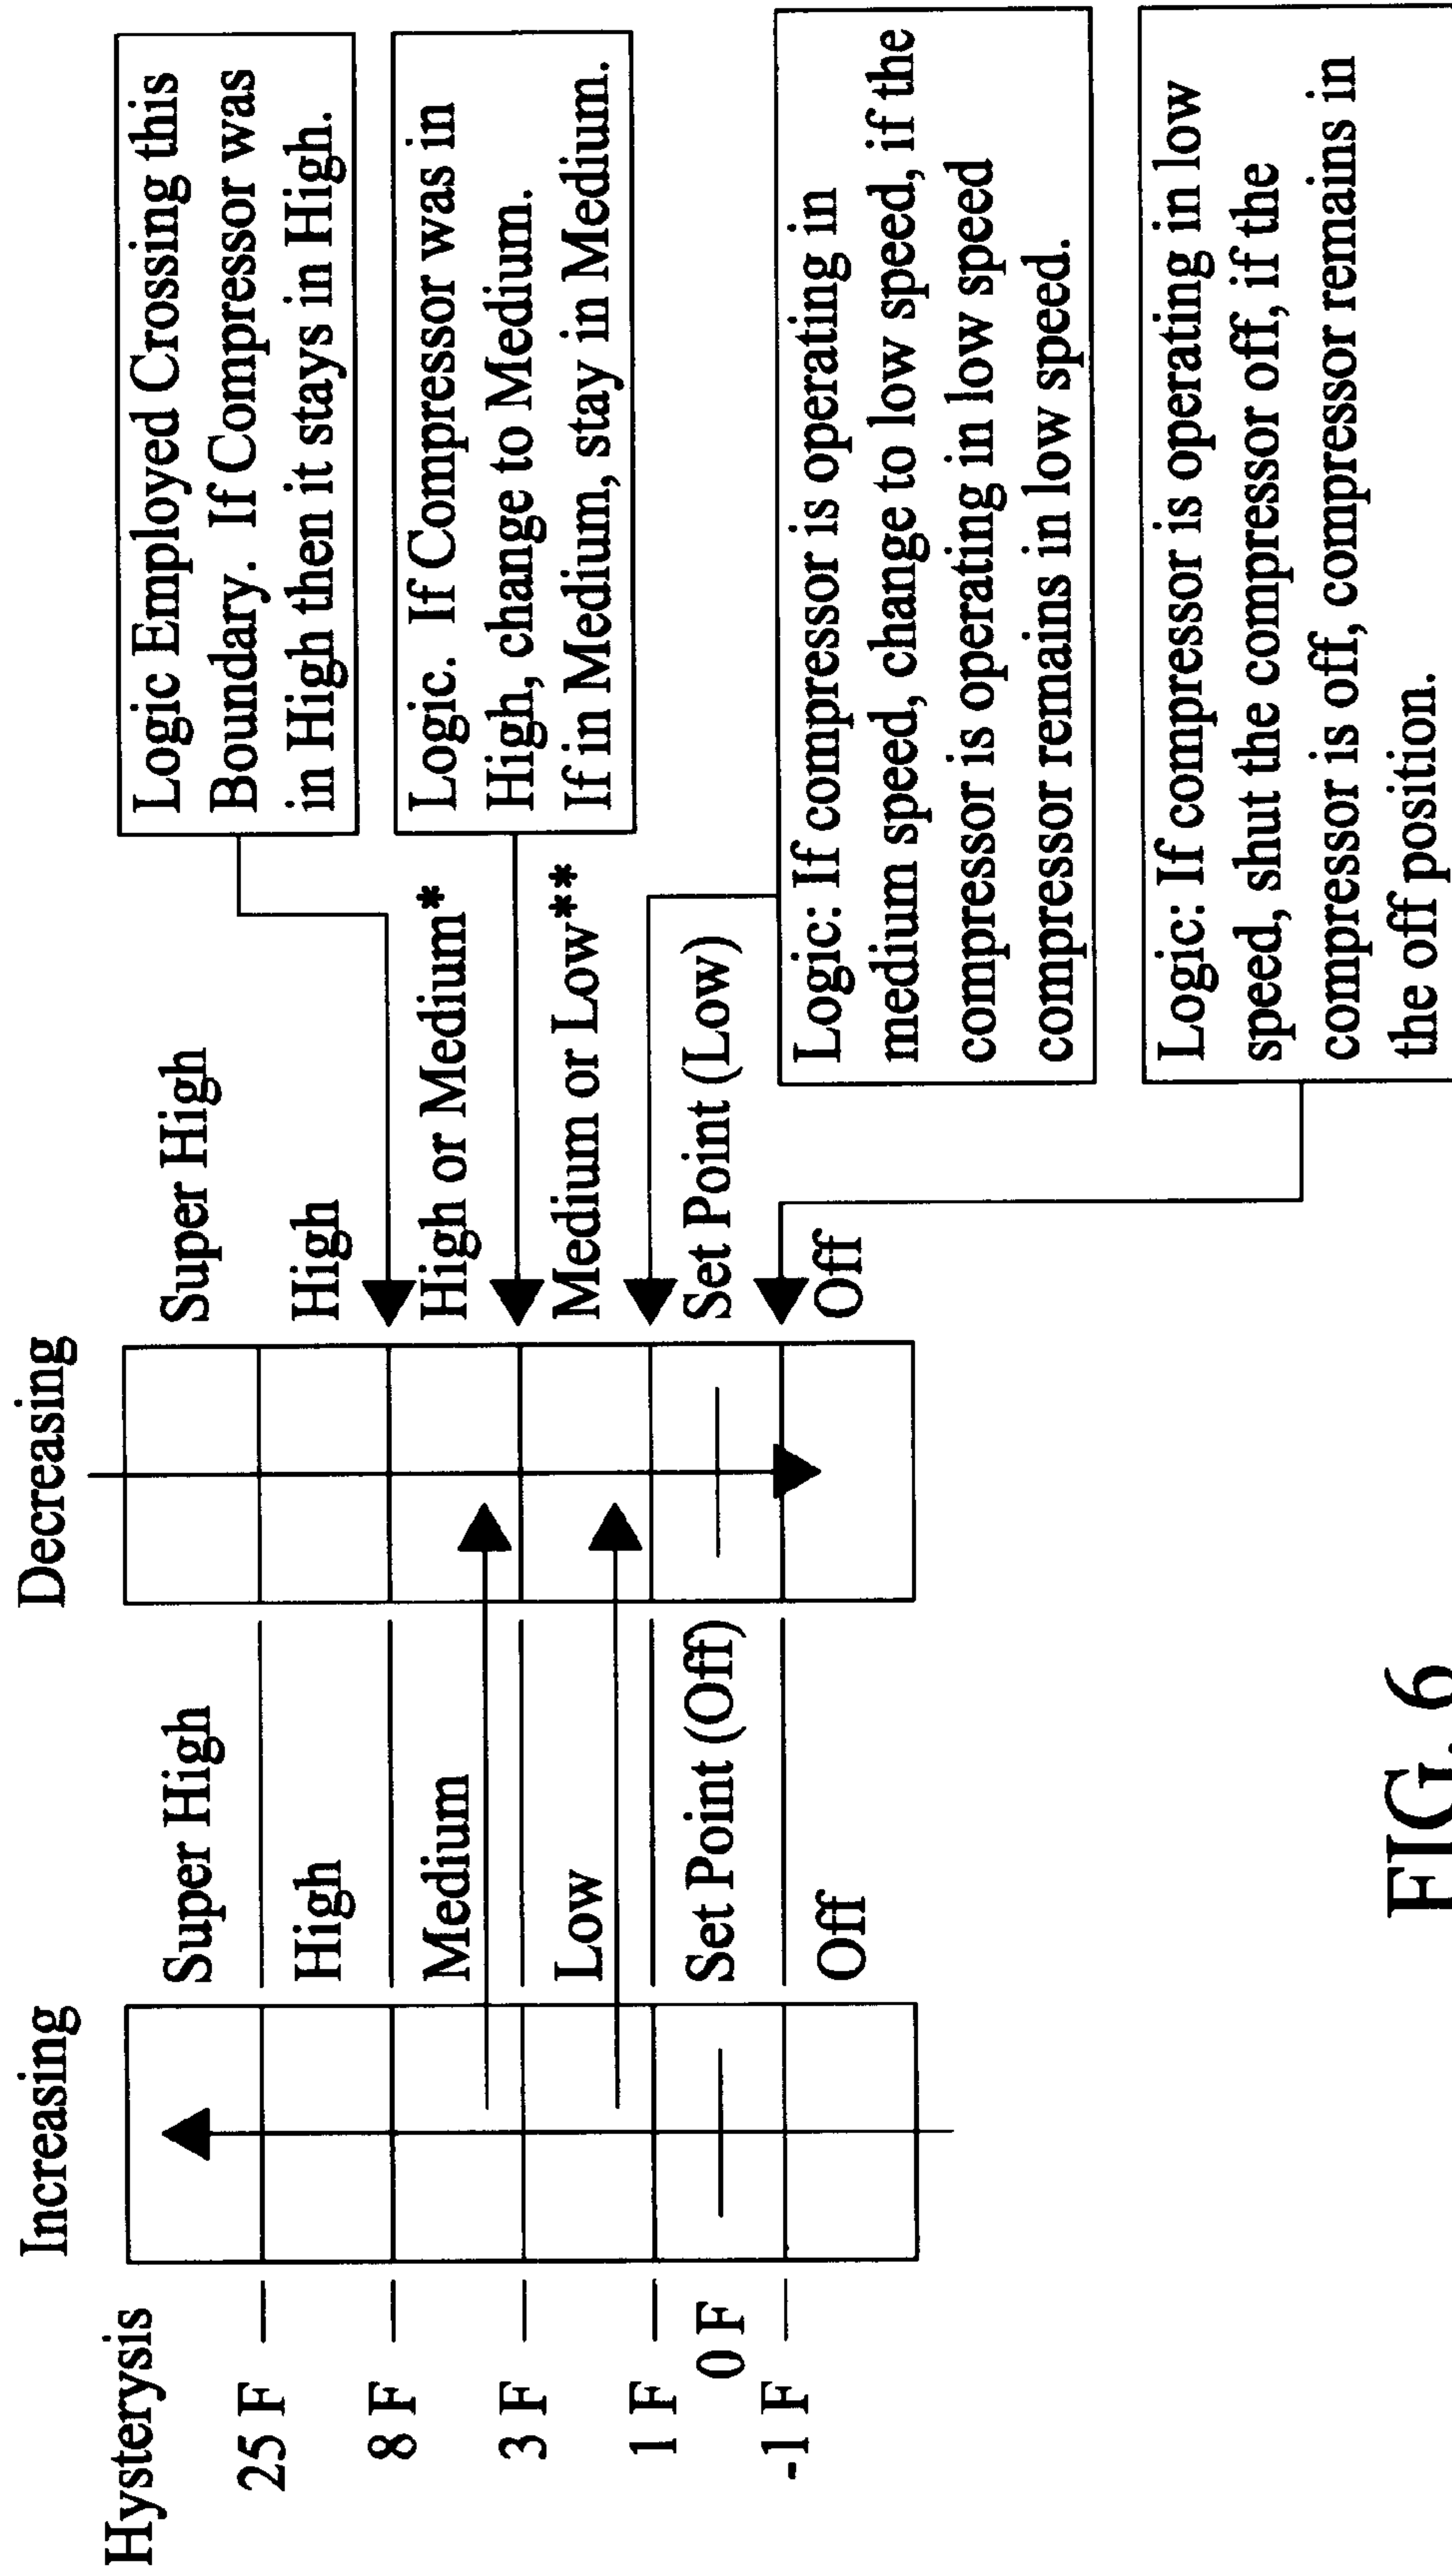 Hysterysis
Increasing
Decreasing
25 F
8 F
3 F
1 F
0 F
-1 F
Super High
High
Medium
Low
Set Point (Off)
Off
Super High
High
High or Medium*
Medium or Low**
Set Point (Low)
Off
Logic Employed Crossing this
Boundary. If Compressor was
in High then it stays in High.
Logic. If Compressor was in
High, change to Medium.
If in Medium, stay in Medium.
Logic: If compressor is operating in
medium speed, change to low speed, if the
compressor is operating in low speed
compressor remains in low speed.
Logic: If compressor is operating in low
speed, shut the compressor off, if the
compressor is off, compressor remains in
the off position.
FIG. 6